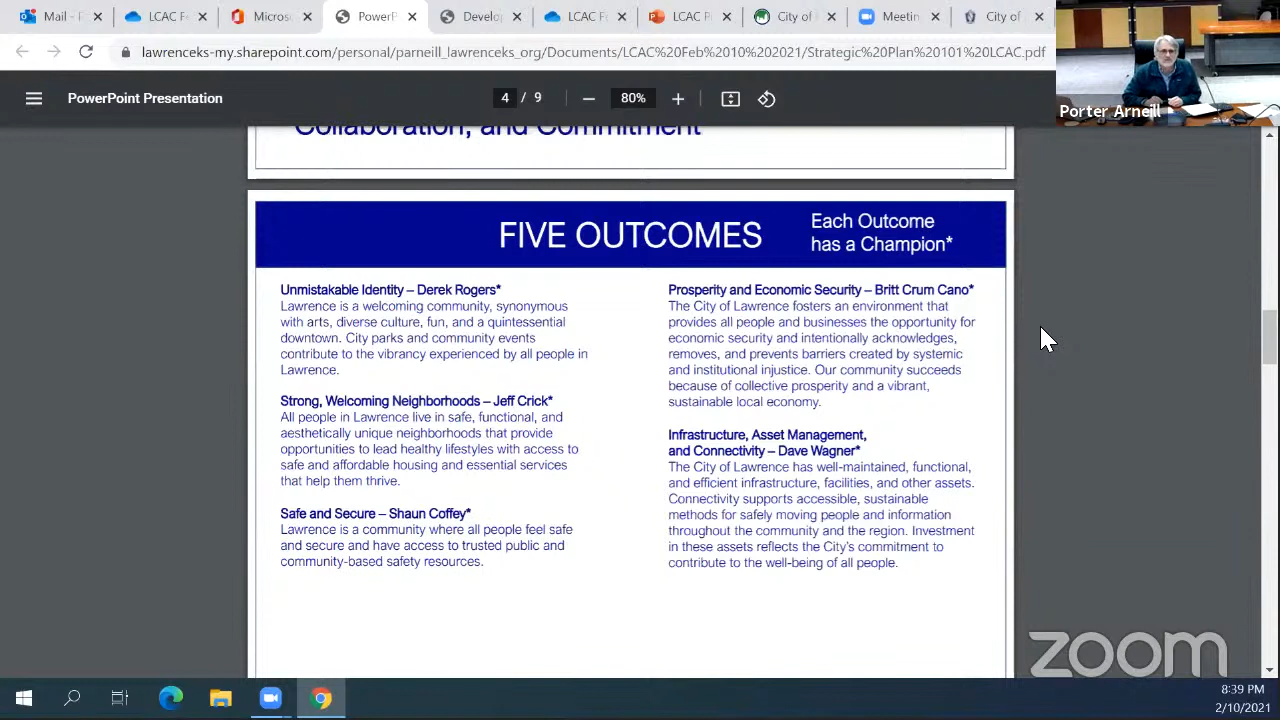 Mail - P
LCAC F
Micros
PowerP
Develo
LCAC F
LCAC Pr
City of
Meetin
City of
lawrenceks-my.sharepoint.com/personal/parneill_lawrenceks_org/Documents/LCAC%20Feb%2010%202021/Strategic%20Plan%20101%20LCAC.pdf
PowerPoint Presentation
4 / 9
80%
Porter Arneill
Collaboration, and Commitment
FIVE OUTCOMES
Each Outcome
has a Champion*
Unmistakable Identity – Derek Rogers*
Lawrence is a welcoming community, synonymous
with arts, diverse culture, fun, and a quintessential
downtown. City parks and community events
contribute to the vibrancy experienced by all people in
Lawrence.
Strong, Welcoming Neighborhoods – Jeff Crick*
All people in Lawrence live in safe, functional, and
aesthetically unique neighborhoods that provide
opportunities to lead healthy lifestyles with access to
safe and affordable housing and essential services
that help them thrive.
Safe and Secure – Shaun Coffey*
Lawrence is a community where all people feel safe
and secure and have access to trusted public and
community-based safety resources.
Prosperity and Economic Security – Britt Crum Cano*
The City of Lawrence fosters an environment that
provides all people and businesses the opportunity for
economic security and intentionally acknowledges,
removes, and prevents barriers created by systemic
and institutional injustice. Our community succeeds
because of collective prosperity and a vibrant,
sustainable local economy.
Infrastructure, Asset Management,
and Connectivity – Dave Wagner*
The City of Lawrence has well-maintained, functional,
and efficient infrastructure, facilities, and other assets.
Connectivity supports accessible, sustainable
methods for safely moving people and information
throughout the community and the region. Investment
in these assets reflects the City's commitment to
contribute to the well-being of all people.
zoom
8:39 PM
2/10/2021